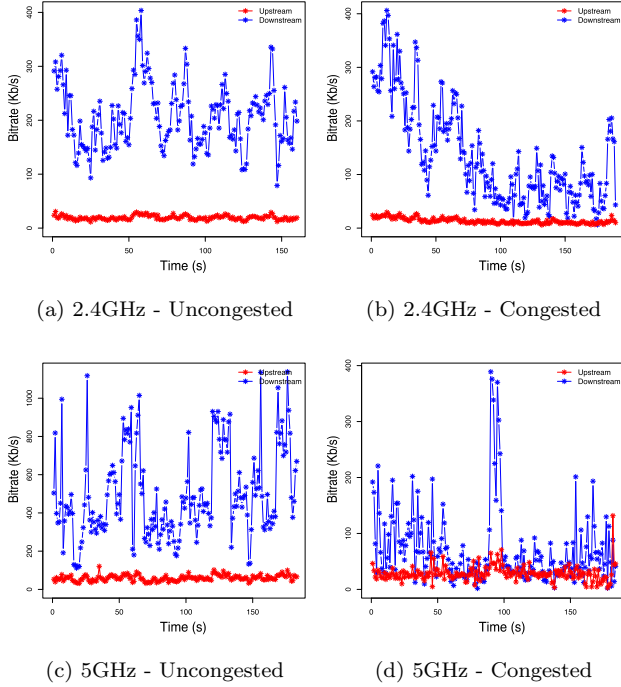 Upstream
Downstream
400
300
200
100
0
Bitrate (Kb/s)
0 50 100 150
Time (s)
(a) 2.4GHz - Uncongested
Upstream
Downstream
400
300
200
100
0
Bitrate (Kb/s)
0 50 100 150
Time (s)
(b) 2.4GHz - Congested
Upstream
Downstream
1000
800
600
400
200
0
Bitrate (Kb/s)
0 50 100 150
Time (s)
(c) 5GHz - Uncongested
Upstream
Downstream
400
300
200
100
0
Bitrate (Kb/s)
0 50 100 150
Time (s)
(d) 5GHz - Congested